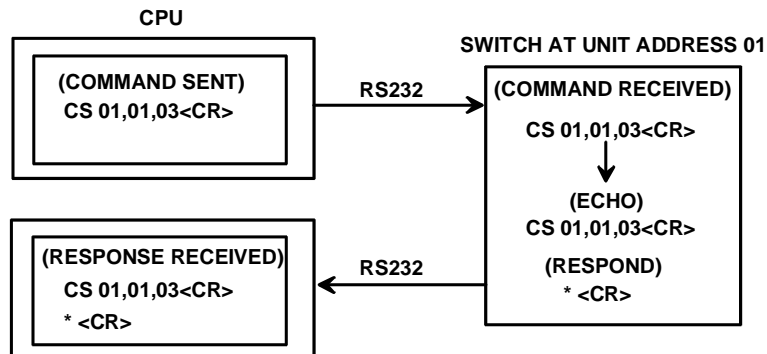 CPU
(COMMAND SENT)
CS 01,01,03<CR>
RS232
SWITCH AT UNIT ADDRESS 01
(COMMAND RECEIVED)
CS 01,01,03<CR>
(ECHO)
CS 01,01,03<CR>
(RESPOND)
* <CR>
RS232
(RESPONSE RECEIVED)
CS 01,01,03<CR>
* <CR>